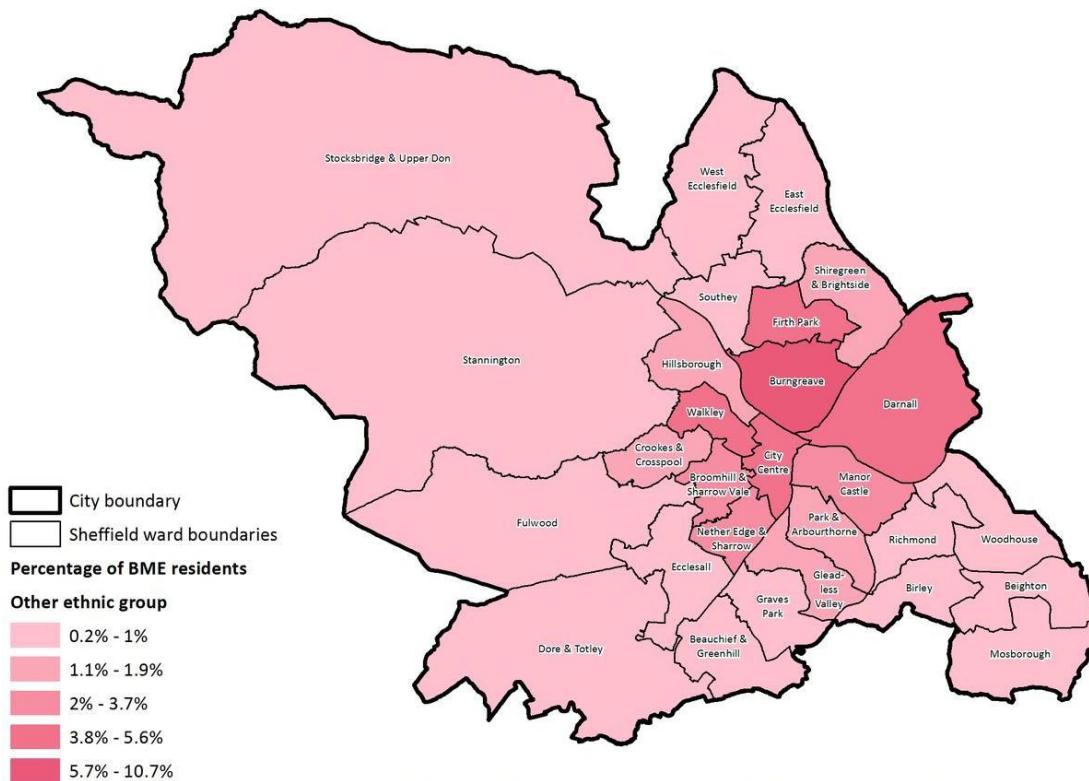 Stocksbridge & Upper Don
West
Ecclesfield
East
Ecclesfield
Shiregreen
& Brightside
Southey
Firth Park
Stannington
Hillsborough
Burngreave
Darnall
Walkley
Crookes &
Crosspool
City
Centre
Broomhill &
Sharrow Vale
Manor
Castle
Fulwood
Park &
Arbourthorne
Nether Edge &
Sharrow
Richmond
Woodhouse
Ecclesall
Glead-
less
Valley
Birley
Beighton
Graves
Park
Dore & Totley
Beauchief &
Greenhill
Mosborough
City boundary
Sheffield ward boundaries
Percentage of BME residents
Other ethnic group
0.2% - 1%
1.1% - 1.9%
2% - 3.7%
3.8% - 5.6%
5.7% - 10.7%